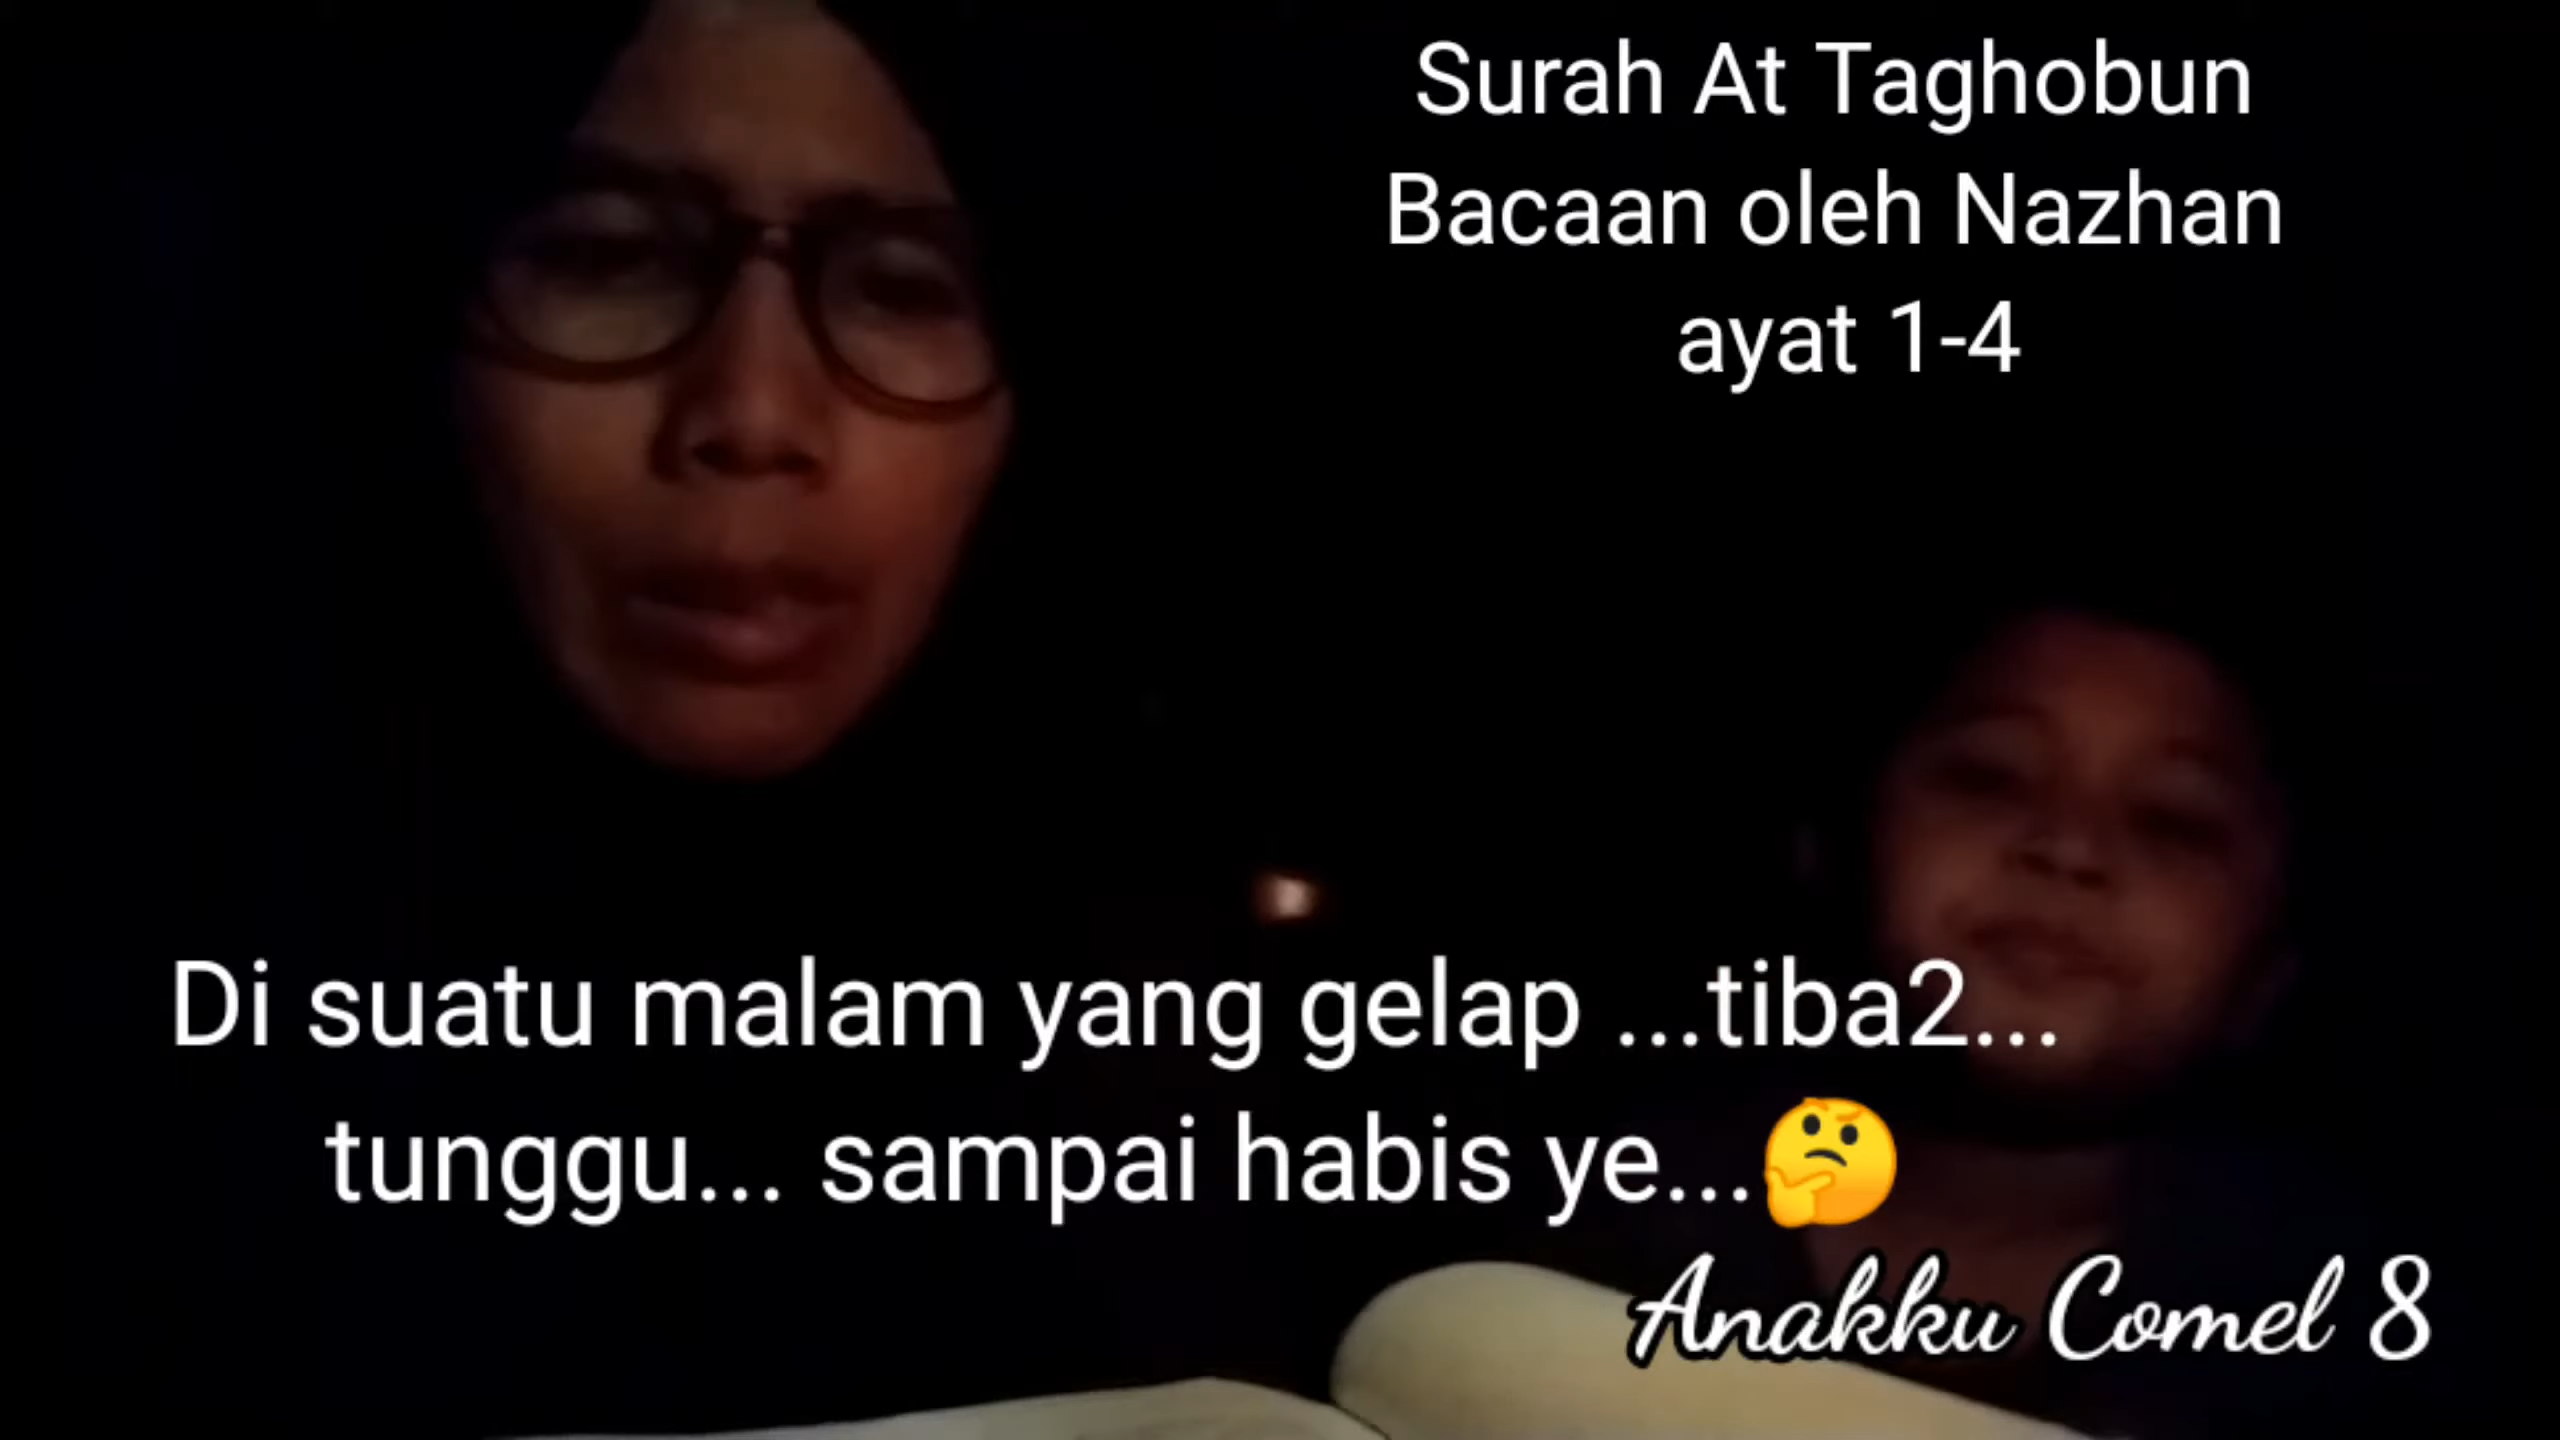 Surah At Taghobun
Bacaan oleh Nazhan
ayat 1-4
Di suatu malam yang gelap ...tiba2...
tunggu... sampai habis ye...🤔
Anakku Comel 8